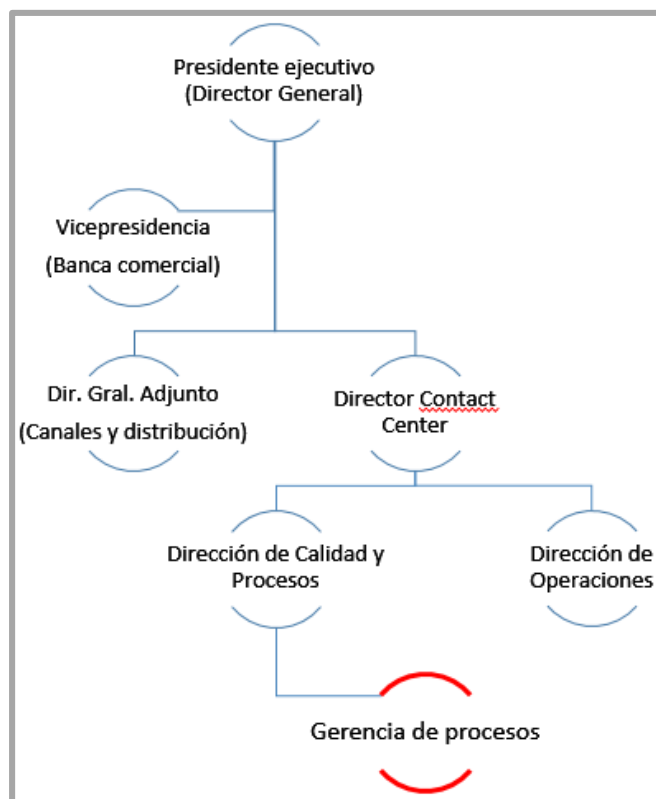 Presidente ejecutivo
(Director General)
Vicepresidencia
(Banca comercial)
Dir. Gral. Adjunto
(Canales y distribución)
Director Contact
Center
Dirección de Calidad y
Procesos
Dirección de
Operaciones
Gerencia de procesos